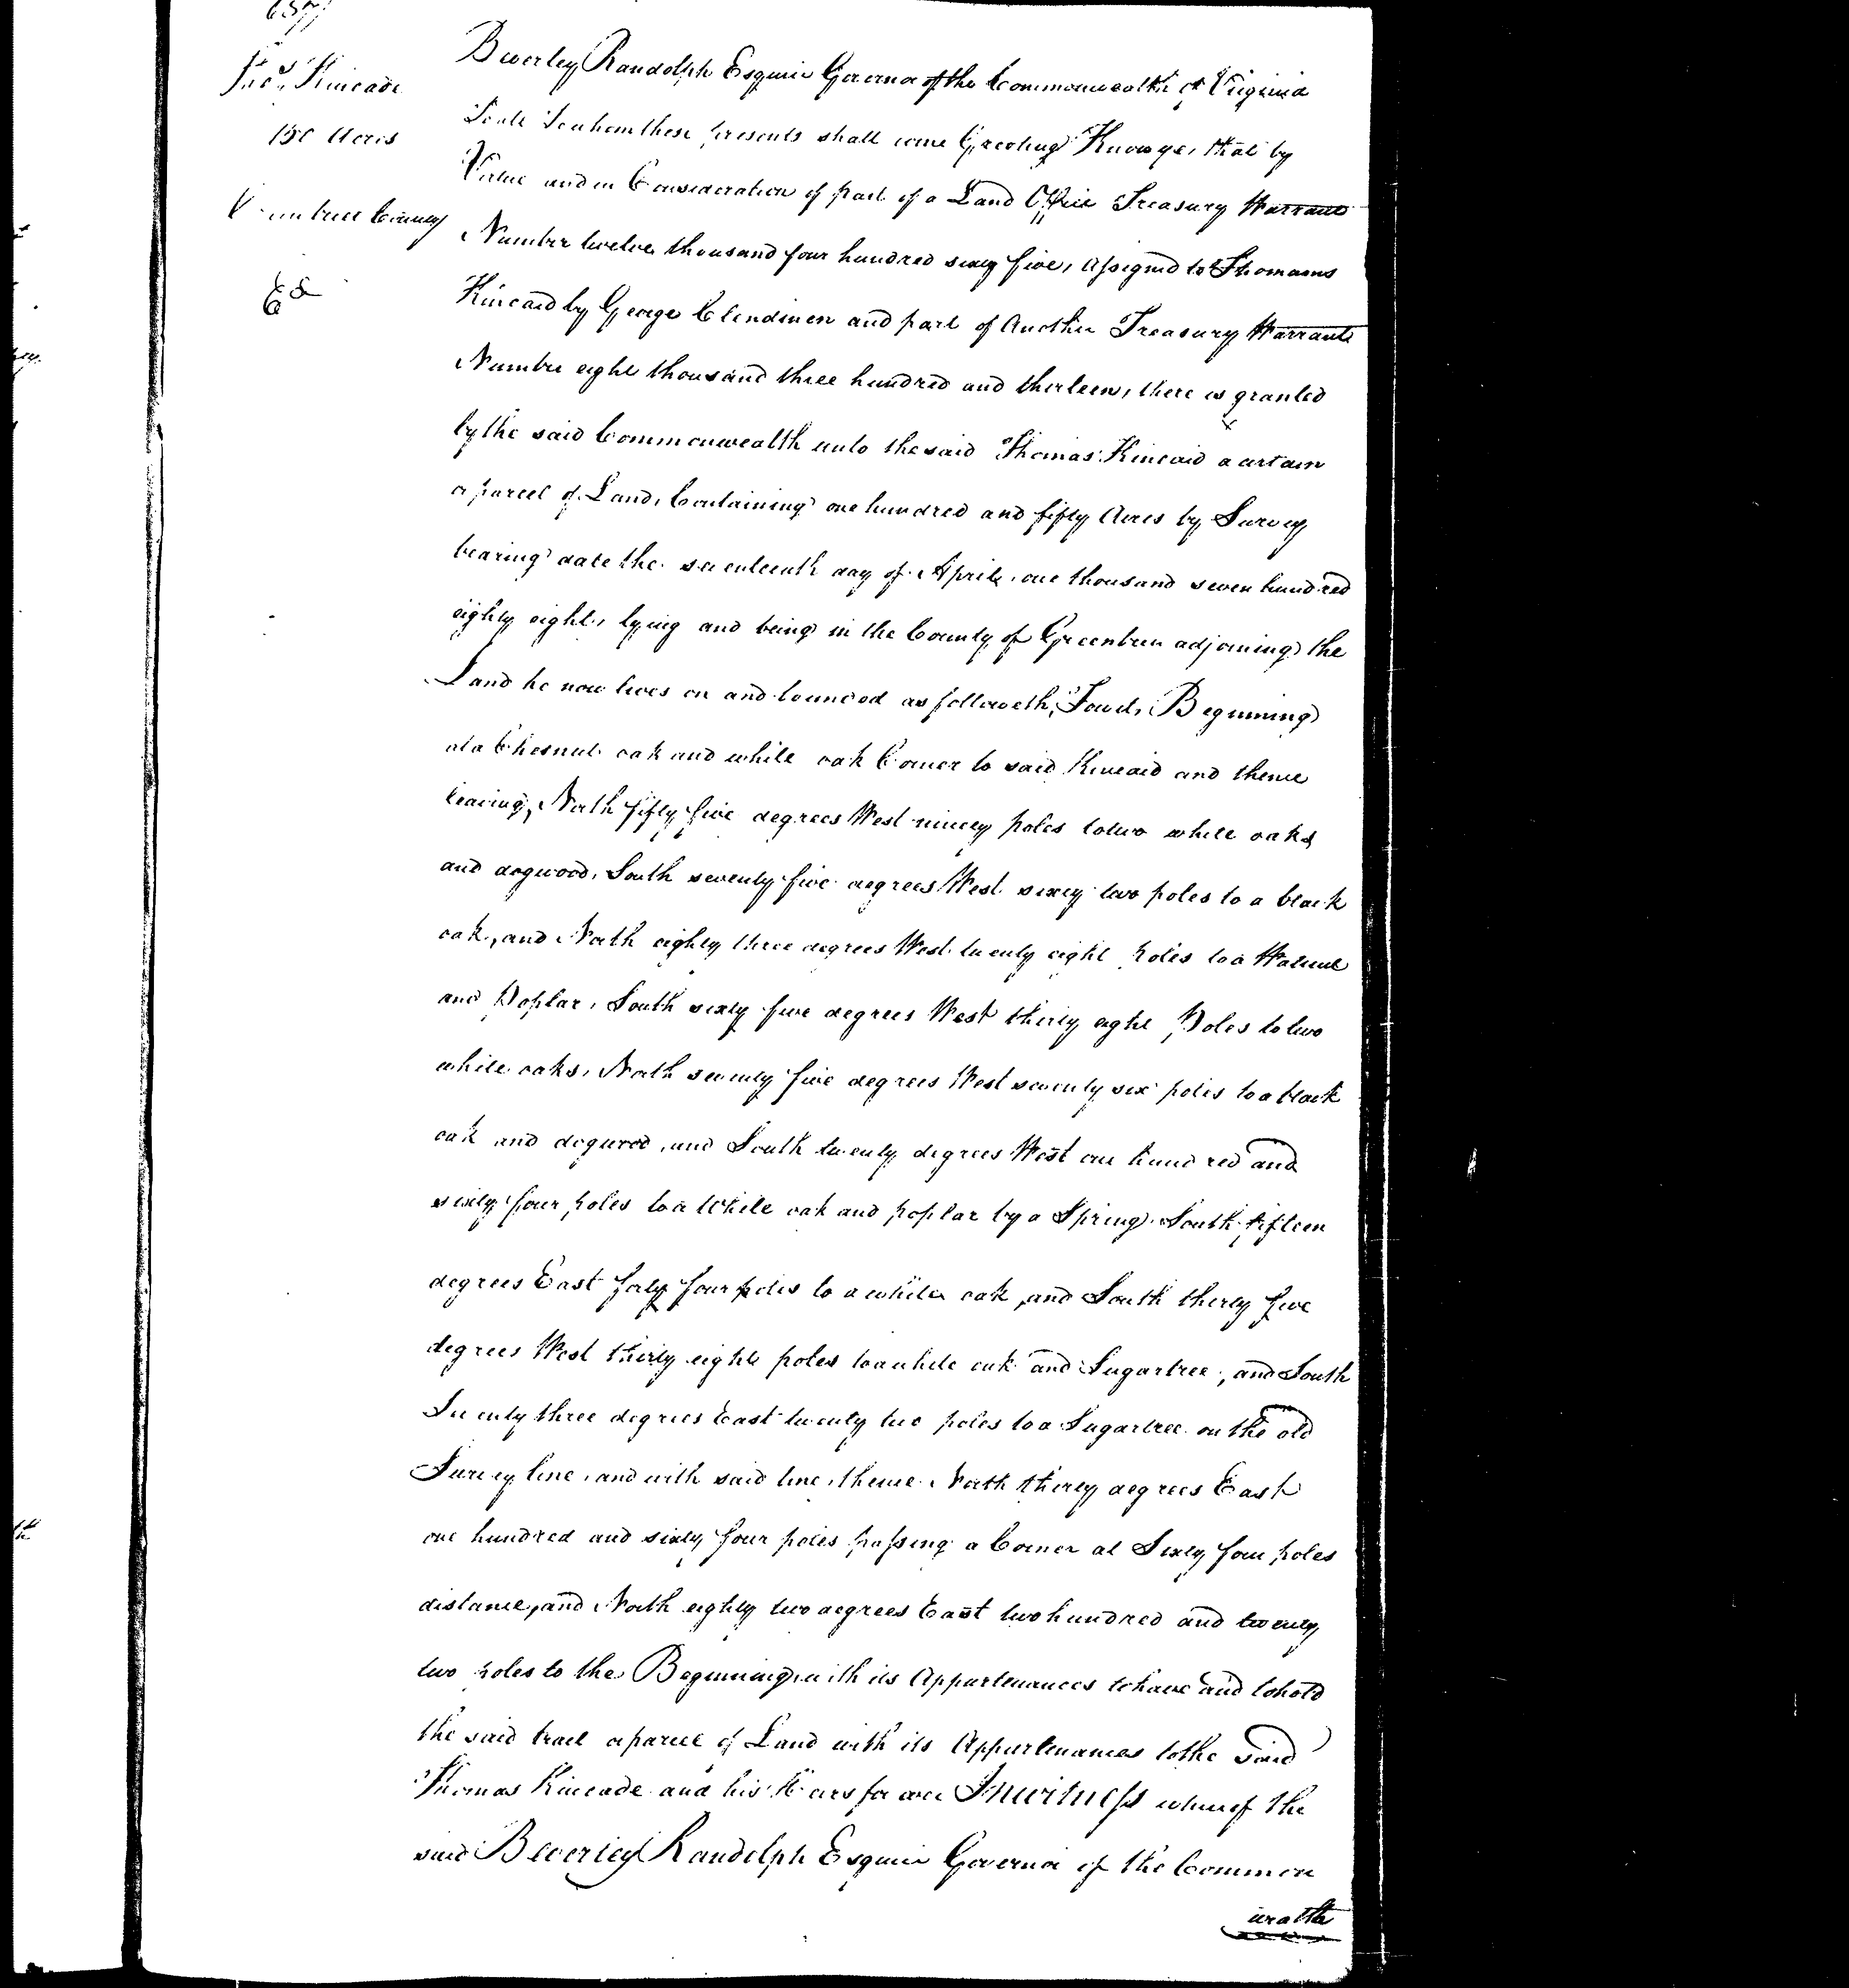 Thos Kincade
150 Acres
Greenbrier County
Ed
Beverley Randolph Esquire Governor of the Commonwealth of Virginia
To all To whom these presents shall come Greeting Know ye, that by
Virtue and in Consideration of part of a Land Office Treasury Warrant
Number twelve thousand four hundred sixty five, assigned to Thomas
Kincaid by George Clendinen and part of Another Treasury Warrant
Number eight thousand three hundred and thirteen, there is granted
by the said Commonwealth unto the said Thomas Kincaid a certain
or parcel of Land, Containing one hundred and fifty Acres by Survey
bearing date the seventeenth day of April, one thousand seven hundred
eighty eight, lying and being in the County of Greenbrier adjoining the
Land he now lives on and bounded as followeth, Towit, Beginning
at a Chesnut oak and white oak Corner to said Kincaid and thence
leaving, North fifty five degrees West ninety poles to two white oaks
and dogwood, South seventy five degrees West sixty two poles to a black
oak, and North eighty three degrees West twenty eight poles to a Walnut
and Poplar, South sixty five degrees West thirty eight Poles to two
white oaks, North seventy five degrees West seventy six poles to a black
oak and dogwood, and South twenty degrees West one hundred and
sixty four poles to a White oak and poplar by a Spring, South fifteen
degrees East forty four poles to a white oak, and South thirty five
degrees West thirty eight poles to a white oak and Sugartree, and South
Twenty three degrees East twenty two poles to a Sugartree on the old
Survey line, and with said line, thence North thirty degrees East
one hundred and sixty four poles passing a Corner at Sixty four poles
distance, and North eighty two degrees East two hundred and twenty
two poles to the Beginning, with its Appurtenances to have and to hold
the said tract or parcel of Land with its Appurtenances to the said
Thomas Kincade and his Heirs for ever In witness whereof the
said Beverley Randolph Esquire Governor of the Common
wealth